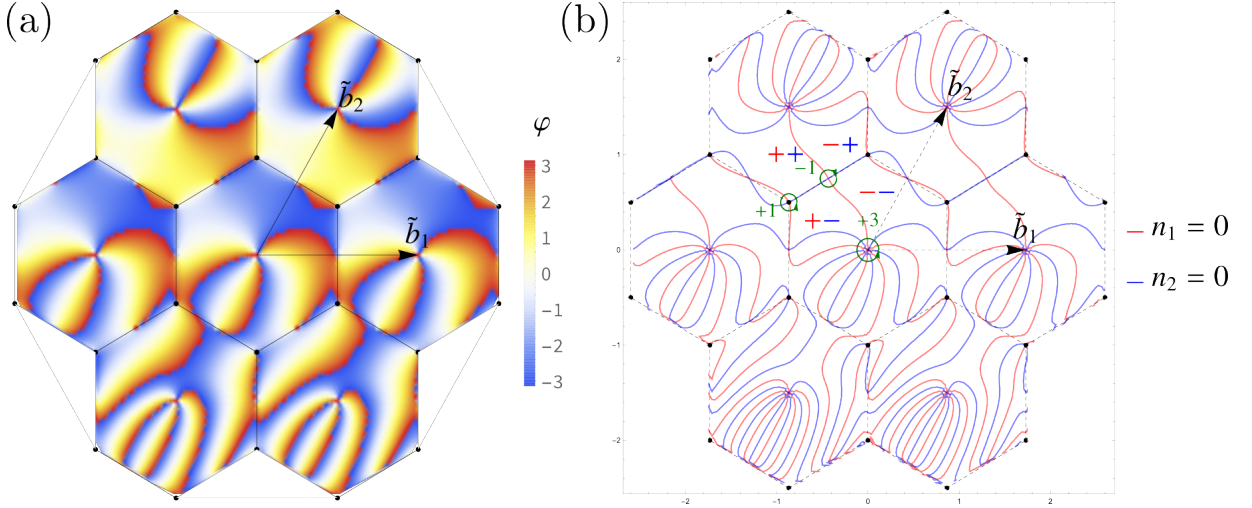 (a)
b̃₂
b̃₁
φ
3
2
1
0
−1
−2
−3
(b)
b̃₂
b̃₁
+ +
− +
− −
+ −
−1
+1
+3
2
1
0
−1
−2
−2
−1
0
1
2
n₁ = 0
n₂ = 0